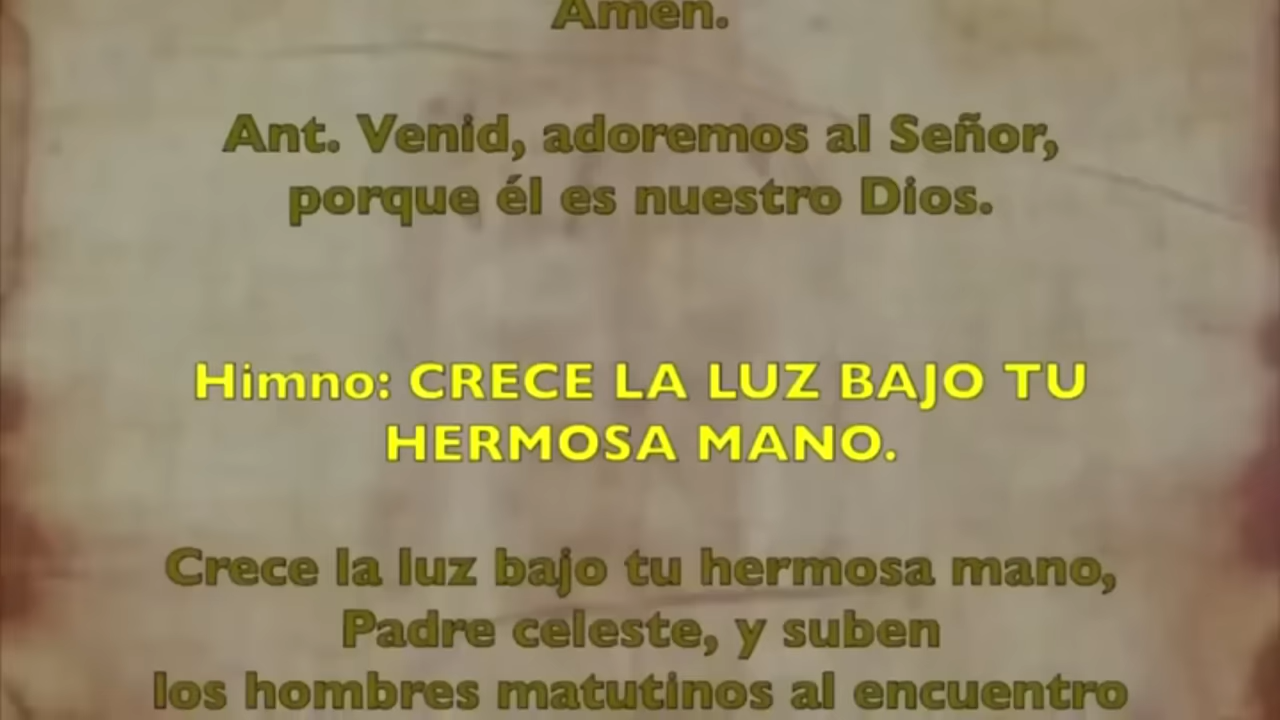 Amén.
Ant. Venid, adoremos al Señor,
porque él es nuestro Dios.
Himno: CRECE LA LUZ BAJO TU
HERMOSA MANO.
Crece la luz bajo tu hermosa mano,
Padre celeste, y suben
los hombres matutinos al encuentro